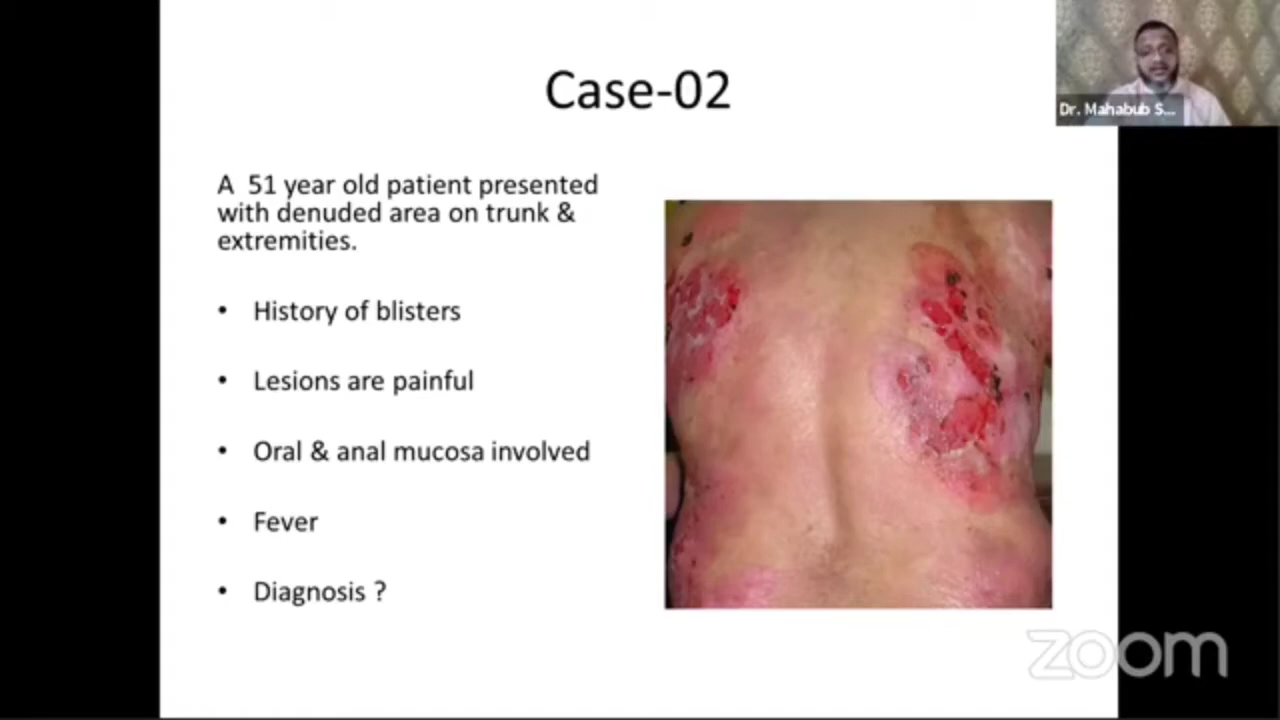 Case-02
Dr. Mahabub S...
A 51 year old patient presented
with denuded area on trunk &
extremities.
• History of blisters
• Lesions are painful
• Oral & anal mucosa involved
• Fever
• Diagnosis ?
zoom